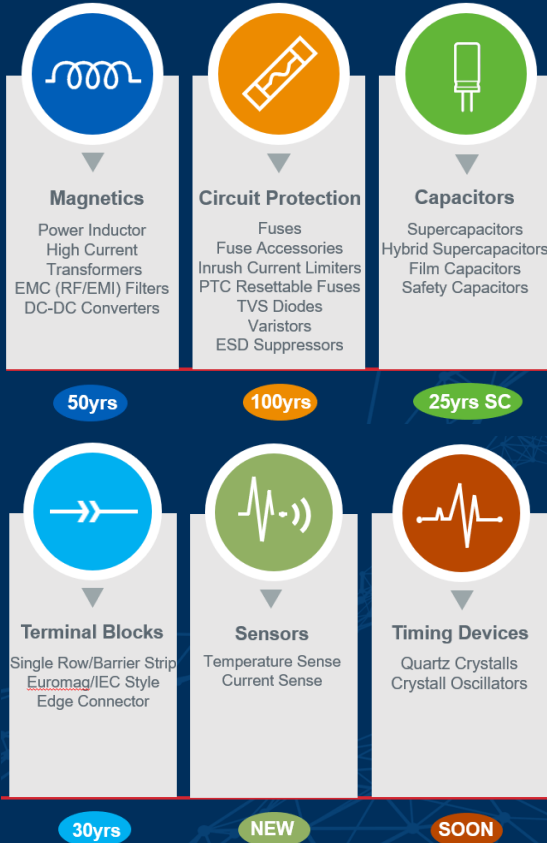 Magnetics
Power Inductor
High Current
Transformers
EMC (RF/EMI) Filters
DC-DC Converters
50yrs
Circuit Protection
Fuses
Fuse Accessories
Inrush Current Limiters
PTC Resettable Fuses
TVS Diodes
Varistors
ESD Suppressors
100yrs
Capacitors
Supercapacitors
Hybrid Supercapacitors
Film Capacitors
Safety Capacitors
25yrs SC
Terminal Blocks
Single Row/Barrier Strip
Euromag/IEC Style
Edge Connector
30yrs
Sensors
Temperature Sense
Current Sense
NEW
Timing Devices
Quartz Crystalls
Crystall Oscillators
SOON